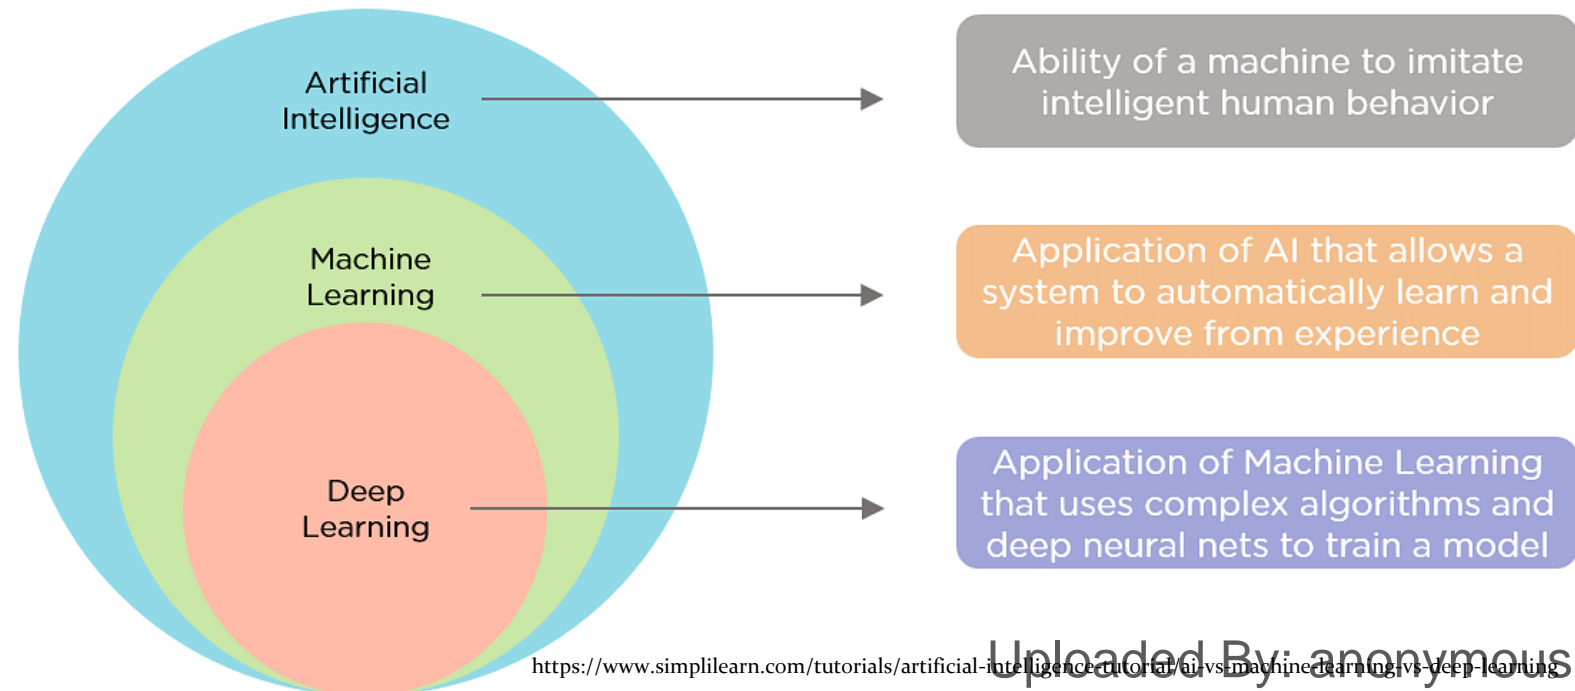 Artificial
Intelligence
Ability of a machine to imitate
intelligent human behavior
Machine
Learning
Application of AI that allows a
system to automatically learn and
improve from experience
Deep
Learning
Application of Machine Learning
that uses complex algorithms and
deep neural nets to train a model
https://www.simplilearn.com/tutorials/artificial-intelligence-tutorial/ai-vs-machine-learning-vs-deep-learning
Uploaded By: anonymous